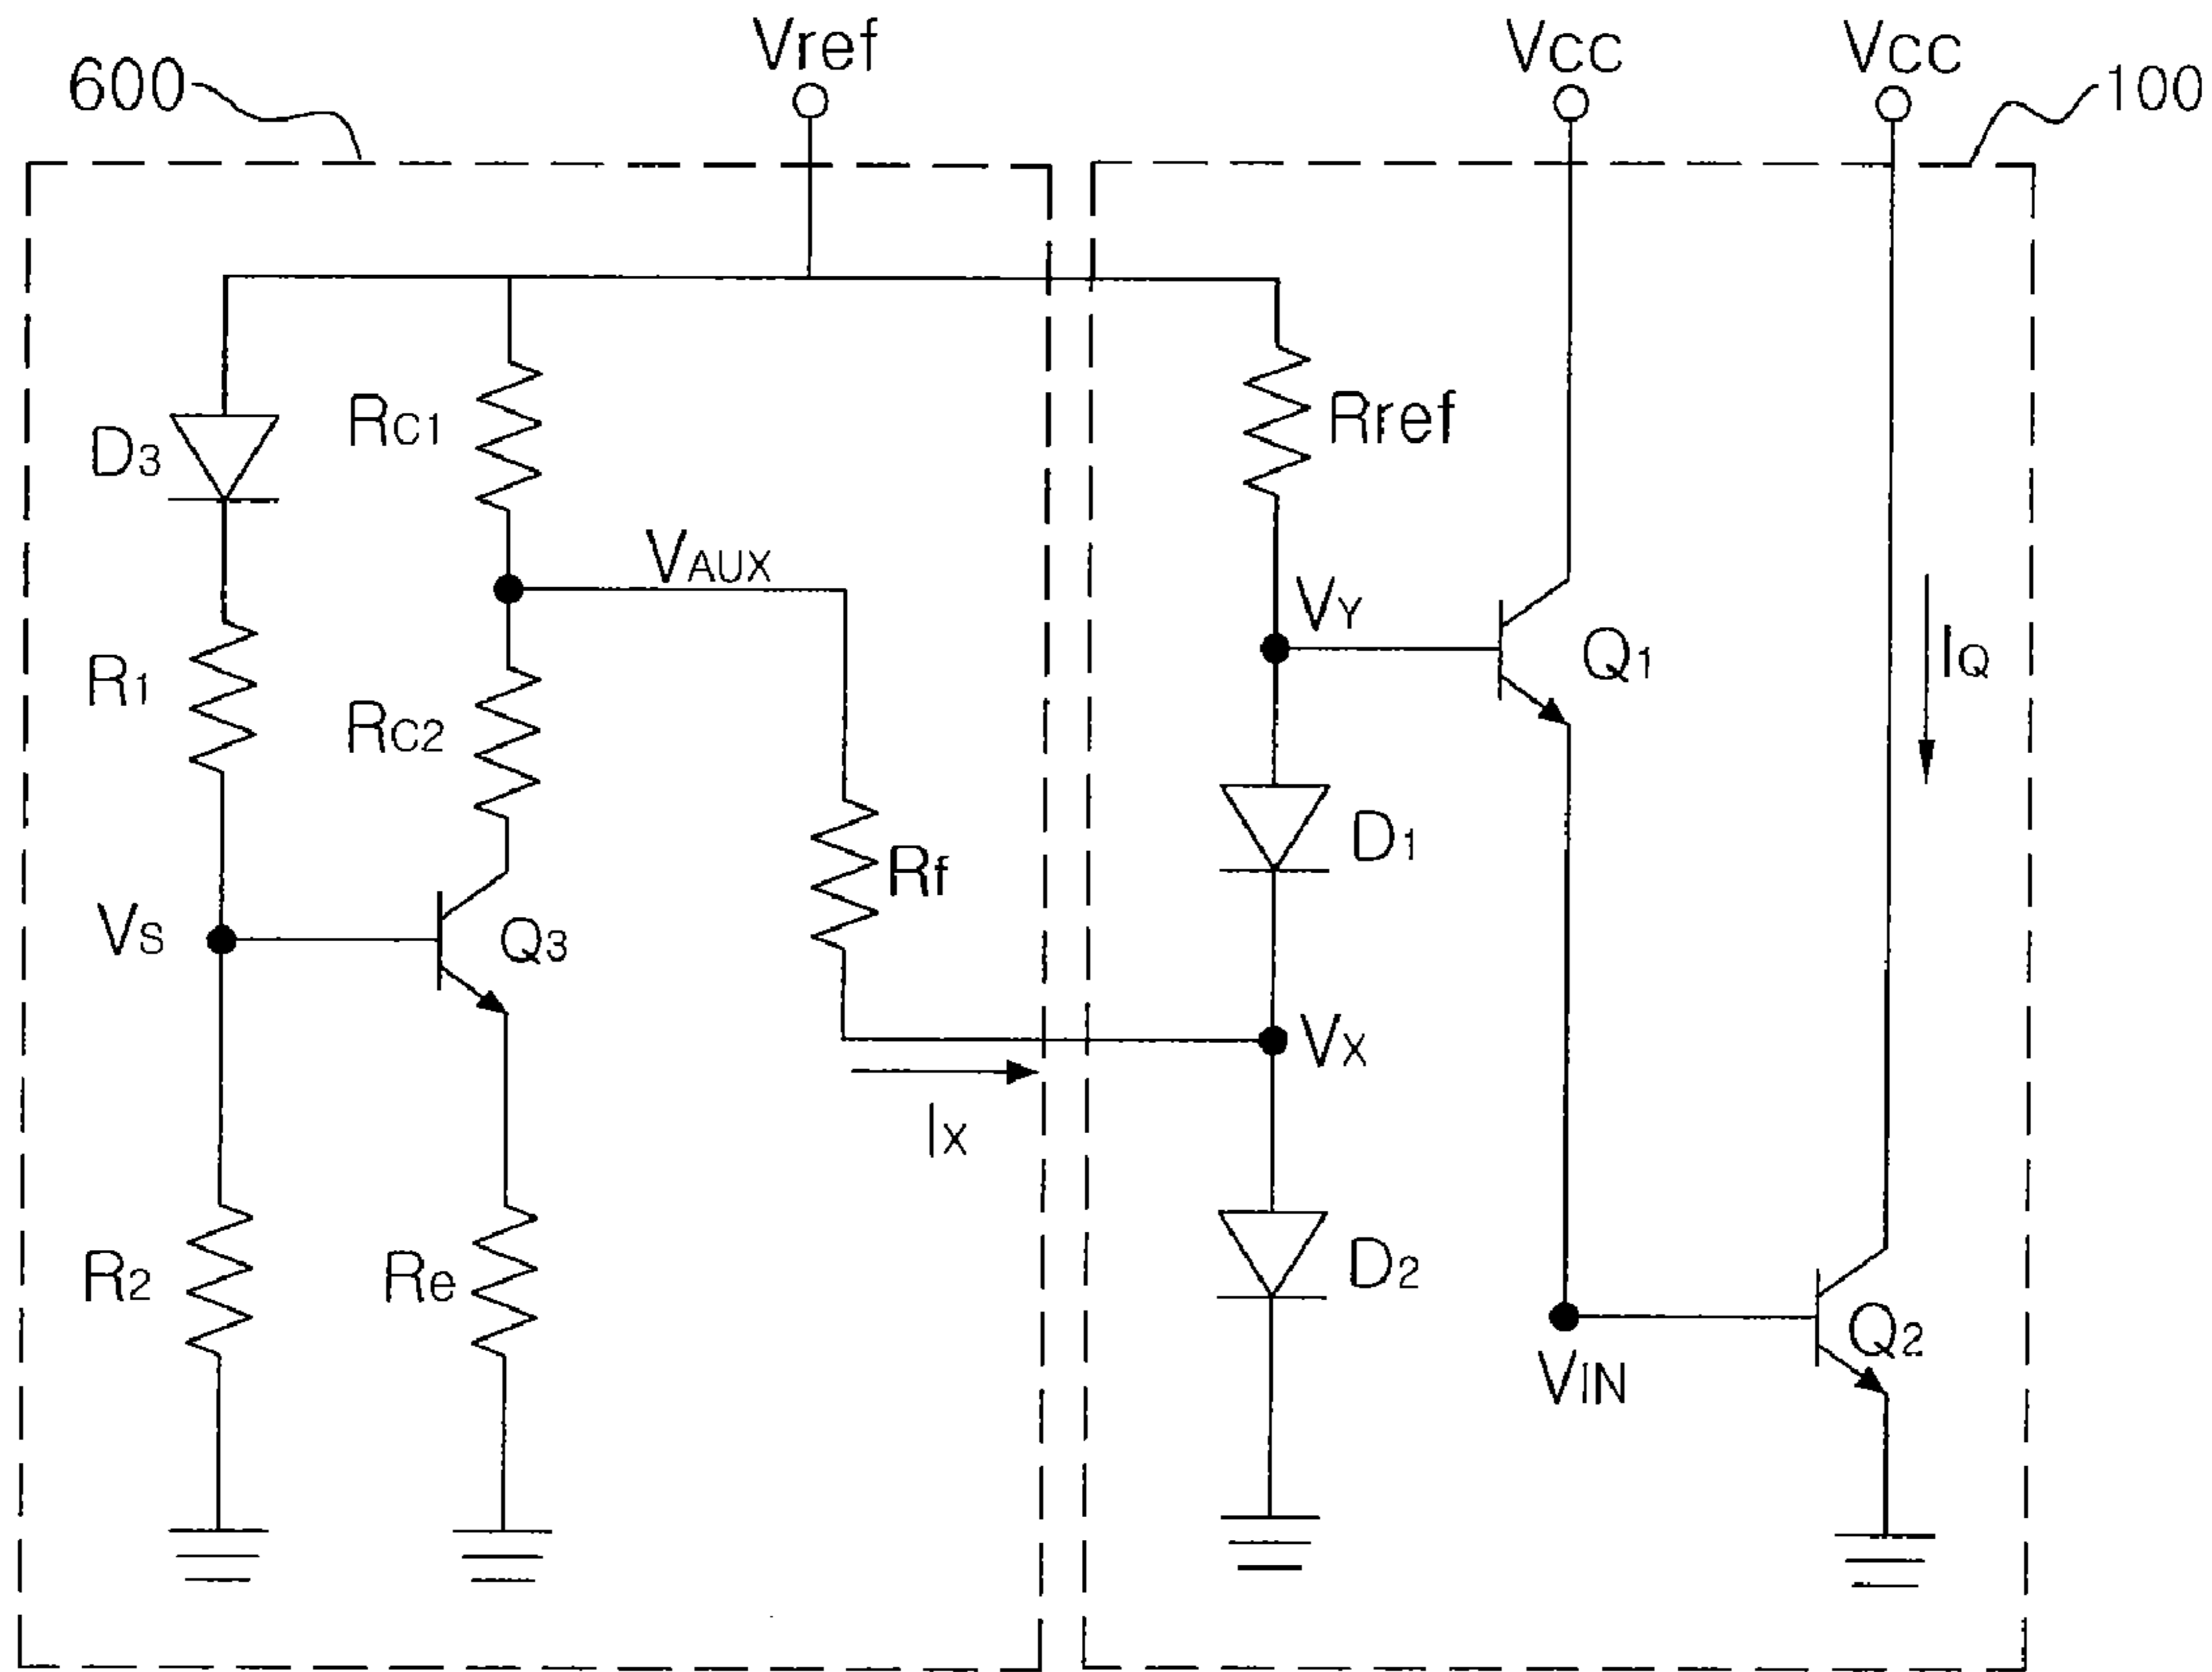 Vref
VCC
VCC
600
100
RC1
Rref
D3
VAUX
VY
Q1
IQ
R1
RC2
D1
Rf
VS
Q3
VX
IX
R2
Re
D2
Q2
VIN